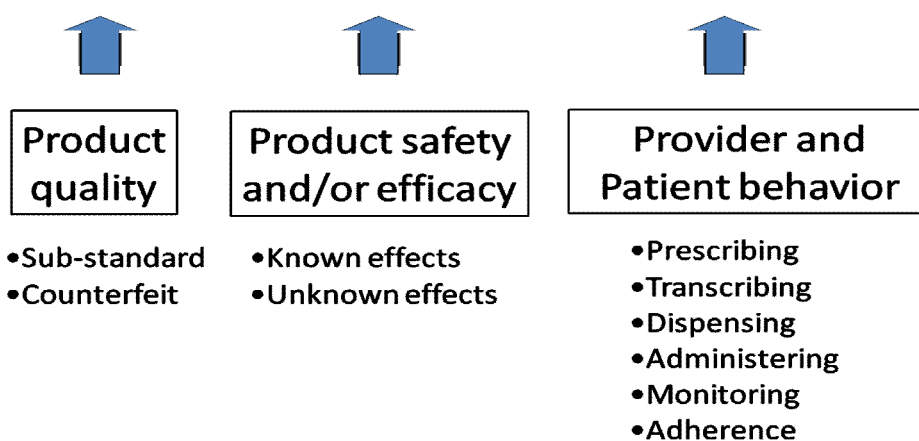 Product
quality
•Sub-standard
•Counterfeit
Product safety
and/or efficacy
•Known effects
•Unknown effects
Provider and
Patient behavior
•Prescribing
•Transcribing
•Dispensing
•Administering
•Monitoring
•Adherence